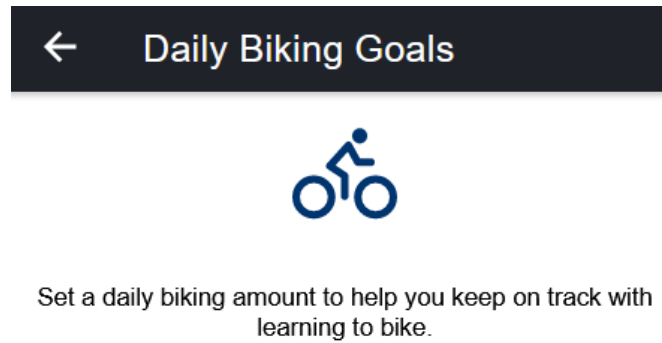 Daily Biking Goals
Set a daily biking amount to help you keep on track with
learning to bike.